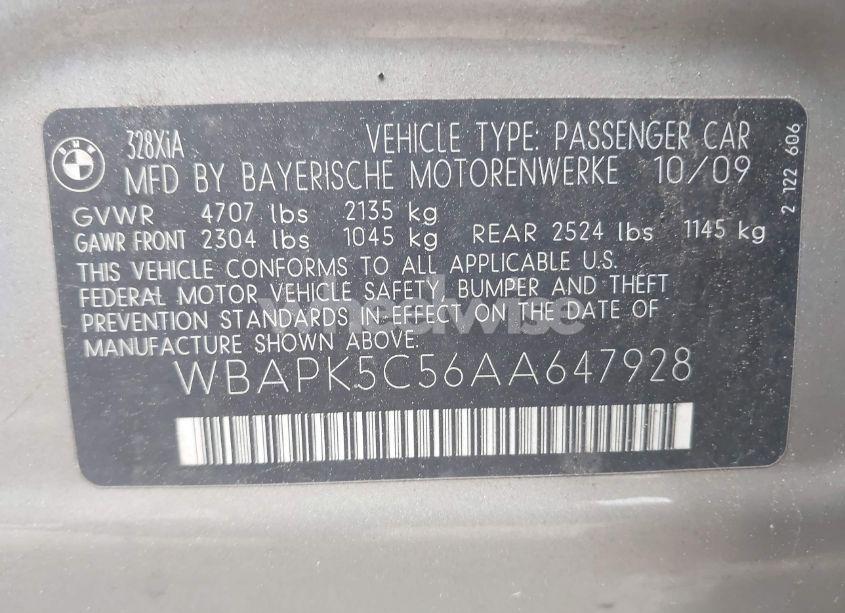 BMW
328XiA VEHICLE TYPE: PASSENGER CAR
MFD BY BAYERISCHE MOTORENWERKE 10/09
GVWR 4707 lbs 2135 kg
GAWR FRONT 2304 lbs 1045 kg REAR 2524 lbs 1145 kg
THIS VEHICLE CONFORMS TO ALL APPLICABLE U.S.
FEDERAL MOTOR VEHICLE SAFETY, BUMPER AND THEFT
PREVENTION STANDARDS IN EFFECT ON THE DATE OF
MANUFACTURE SHOWN ABOVE.
WBAPK5C56AA647928
2 122 606
wheelwise